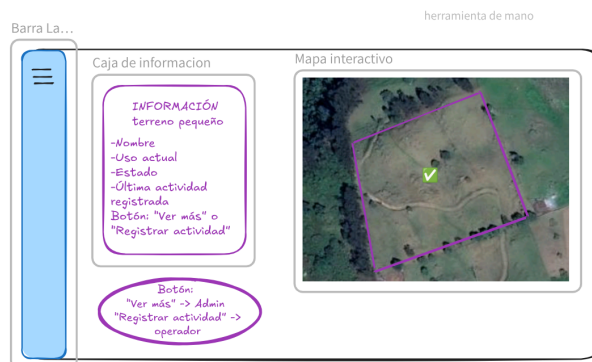 herramienta de mano
Barra La...
Caja de informacion
Mapa interactivo
INFORMACIÓN
terreno pequeño
-Nombre
-Uso actual
-Estado
-Última actividad
registrada
Botón: "Ver más" o
"Registrar actividad"
Botón:
"Ver más" -> Admin
"Registrar actividad" ->
operador